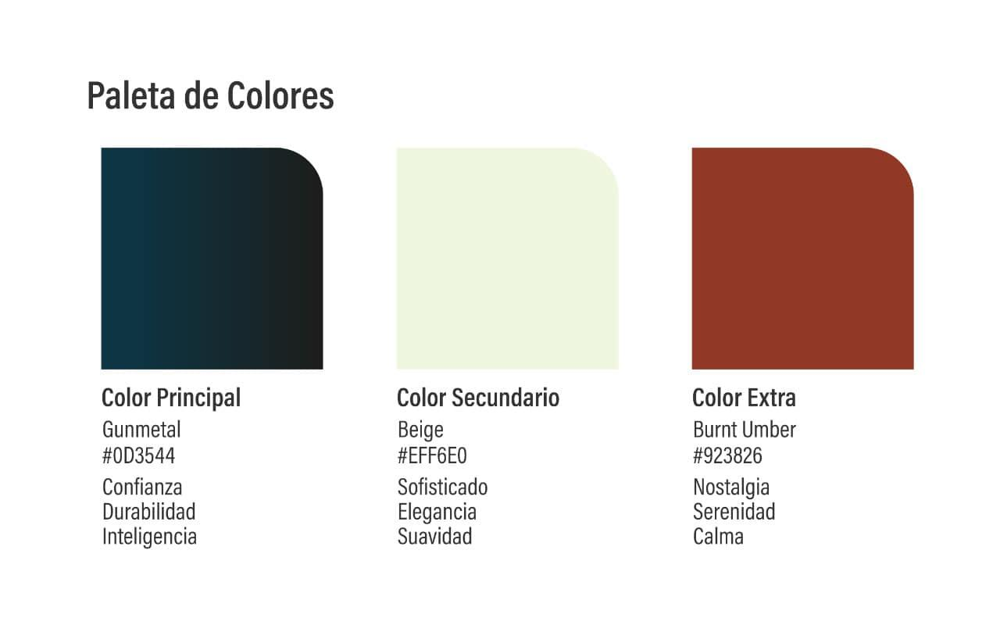 Paleta de Colores
Color Principal
Gunmetal
#0D3544
Confianza
Durabilidad
Inteligencia
Color Secundario
Beige
#EFF6E0
Sofisticado
Elegancia
Suavidad
Color Extra
Burnt Umber
#923826
Nostalgia
Serenidad
Calma